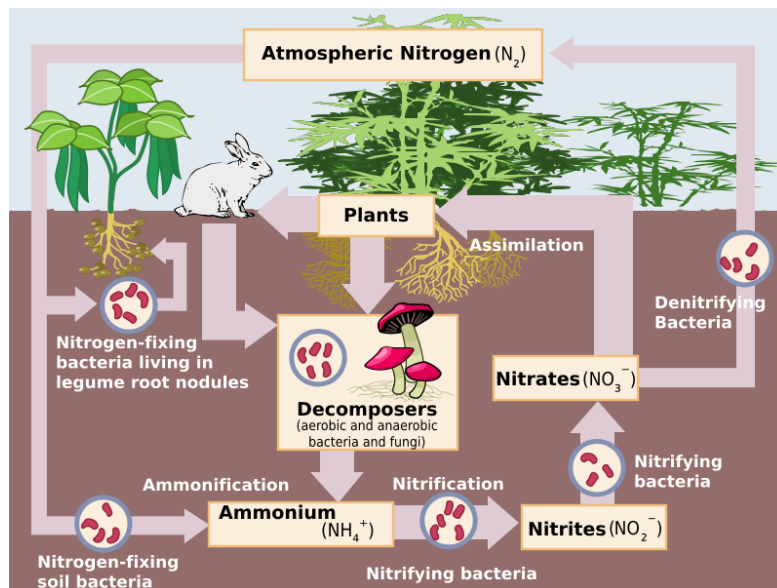 Atmospheric Nitrogen (N₂)
Plants
Assimilation
Nitrogen-fixing
bacteria living in
legume root nodules
Denitrifying
Bacteria
Decomposers
(aerobic and anaerobic
bacteria and fungi)
Nitrates (NO₃⁻)
Ammonification
Nitrification
Nitrifying
bacteria
Ammonium
(NH₄⁺)
Nitrites (NO₂⁻)
Nitrogen-fixing
soil bacteria
Nitrifying bacteria